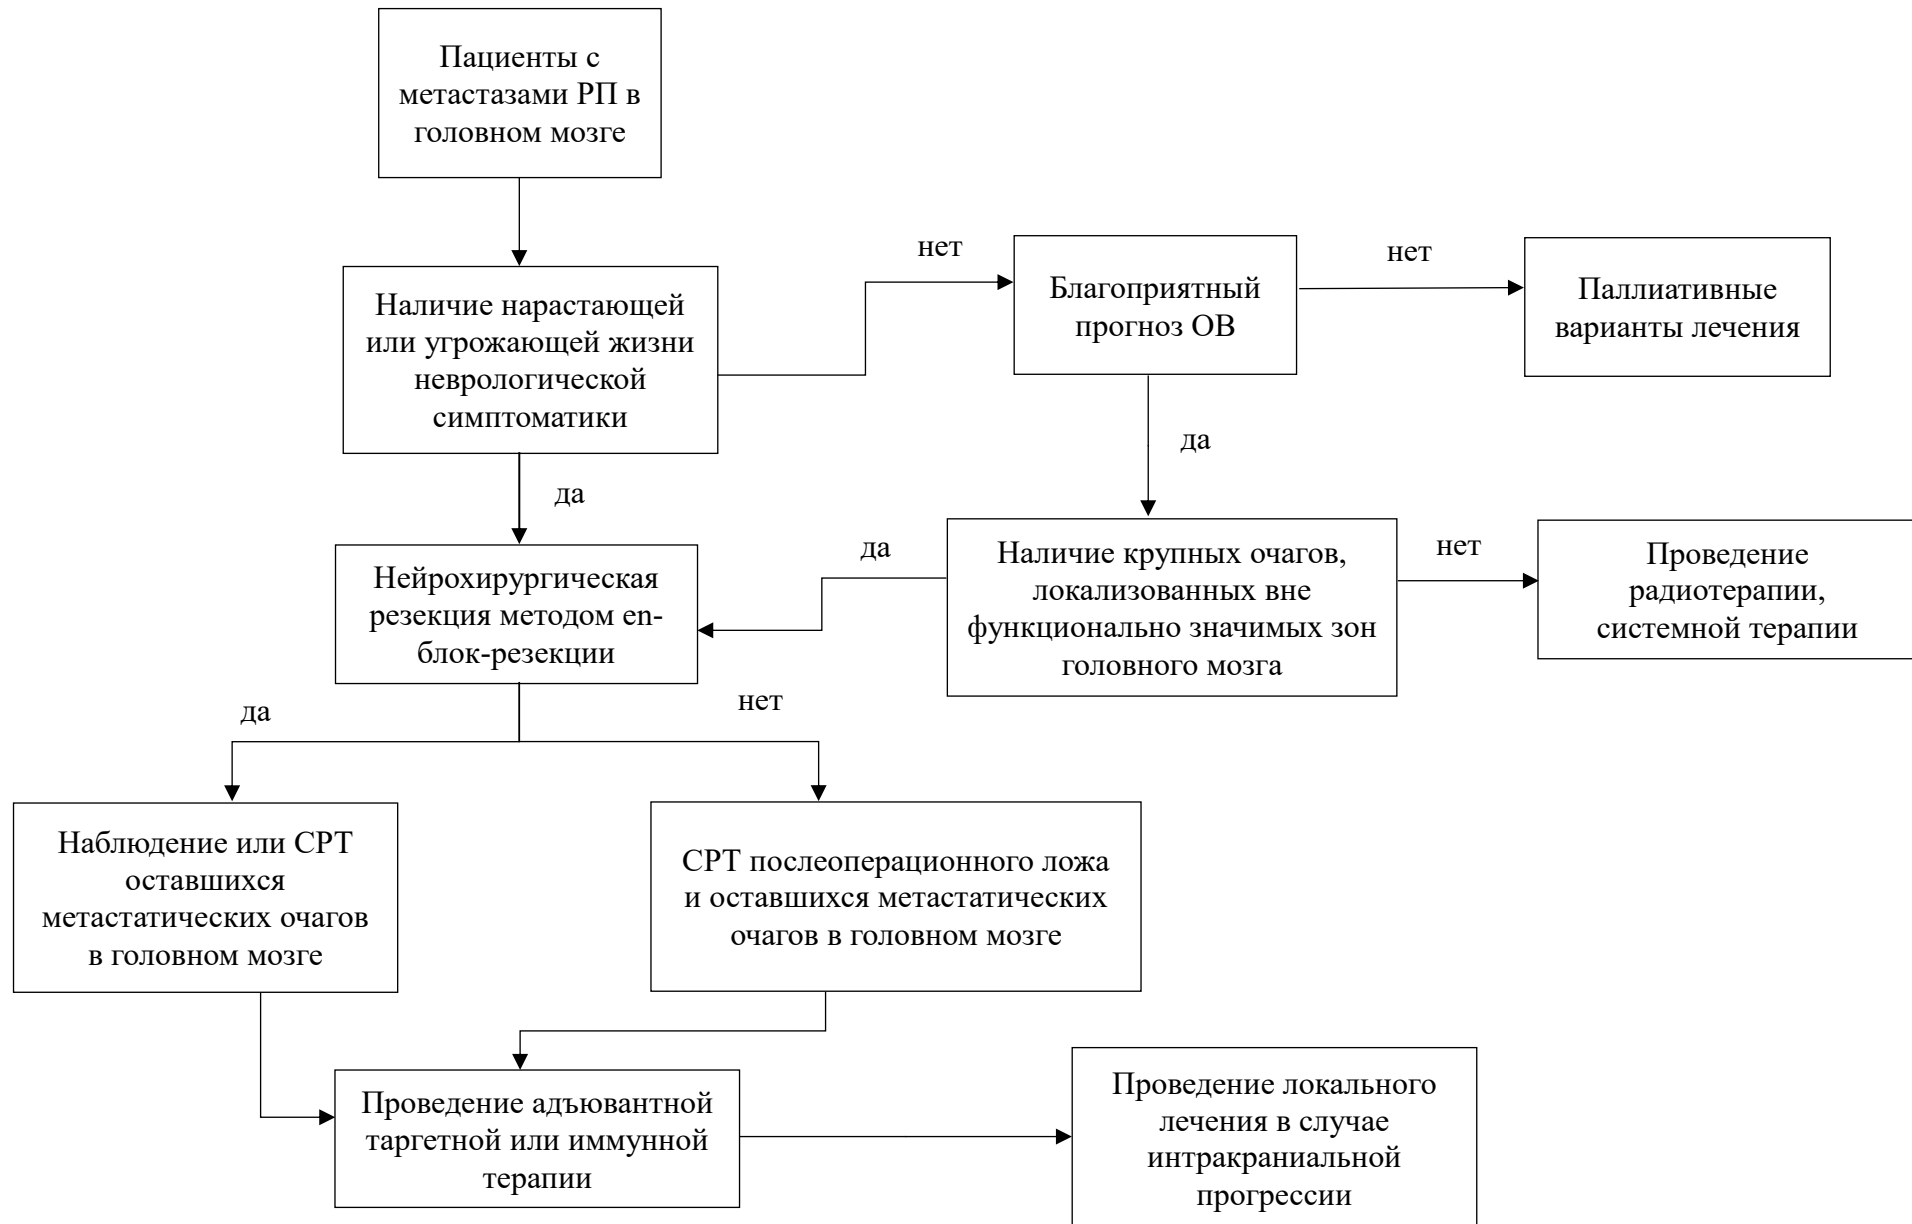 Пациенты с
метастазами РП в
головном мозге
нет
нет
Наличие нарастающей
или угрожающей жизни
неврологической
симптоматики
Благоприятный
прогноз ОВ
Паллиативные
варианты лечения
да
да
Нейрохирургическая
резекция методом en-
блок-резекции
да
Наличие крупных очагов,
локализованных вне
функционально значимых зон
головного мозга
нет
Проведение
радиотерапии,
системной терапии
да
нет
Наблюдение или СРТ
оставшихся
метастатических очагов
в головном мозге
СРТ послеоперационного ложа
и оставшихся метастатических
очагов в головном мозге
Проведение адъювантной
таргетной или иммунной
терапии
Проведение локального
лечения в случае
интракраниальной
прогрессии